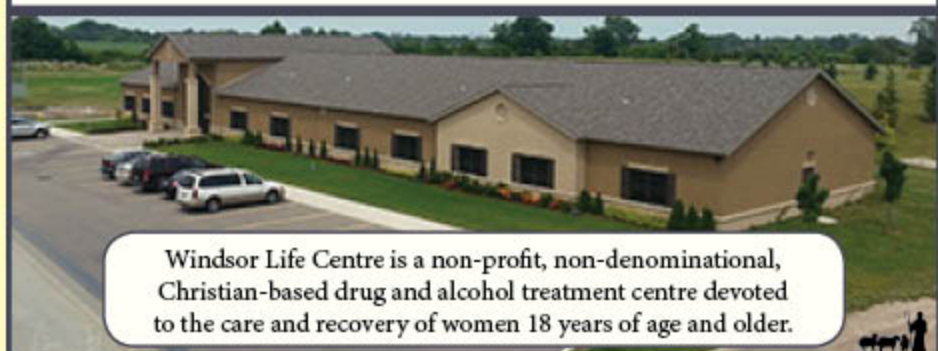 Windsor Life Centre is a non-profit, non-denominational,
Christian-based drug and alcohol treatment centre devoted
to the care and recovery of women 18 years of age and older.